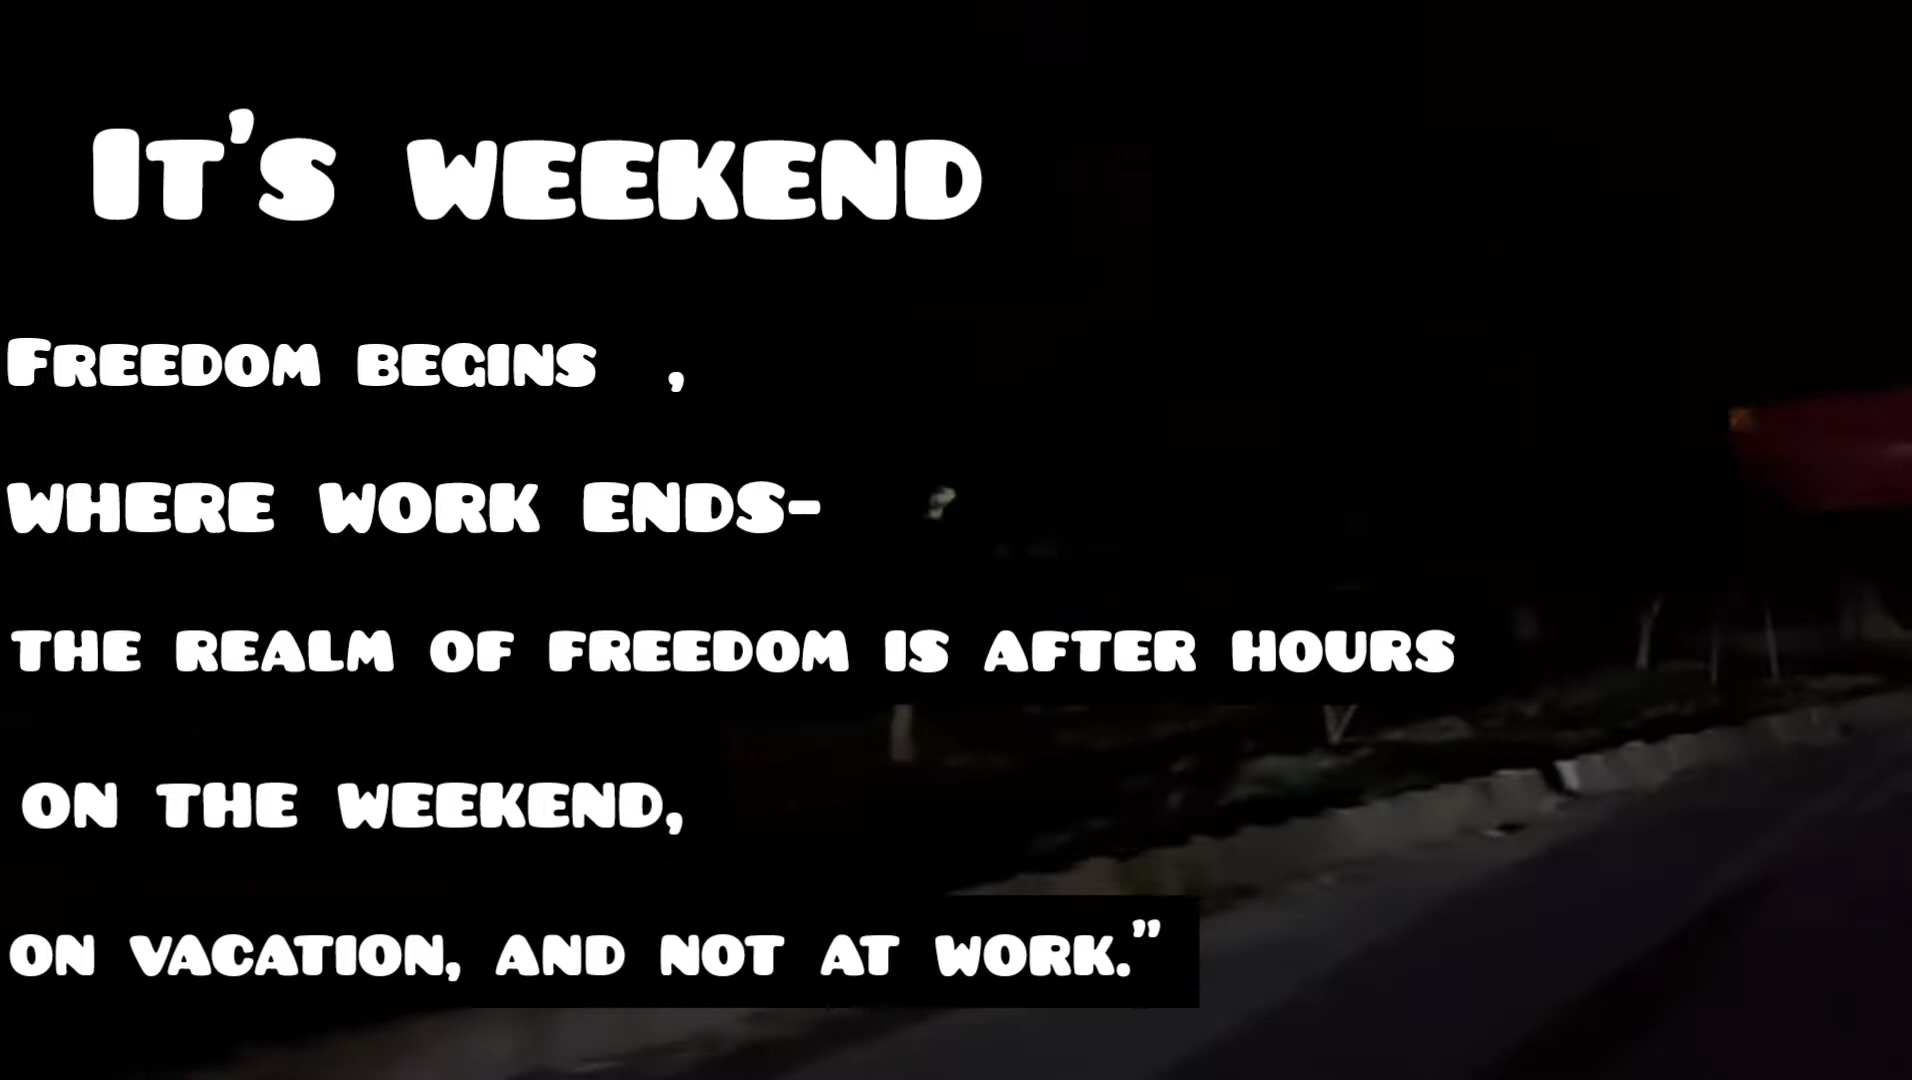 It's weekend
Freedom begins ,
where work ends-
the realm of freedom is after hours
on the weekend,
on vacation, and not at work.”